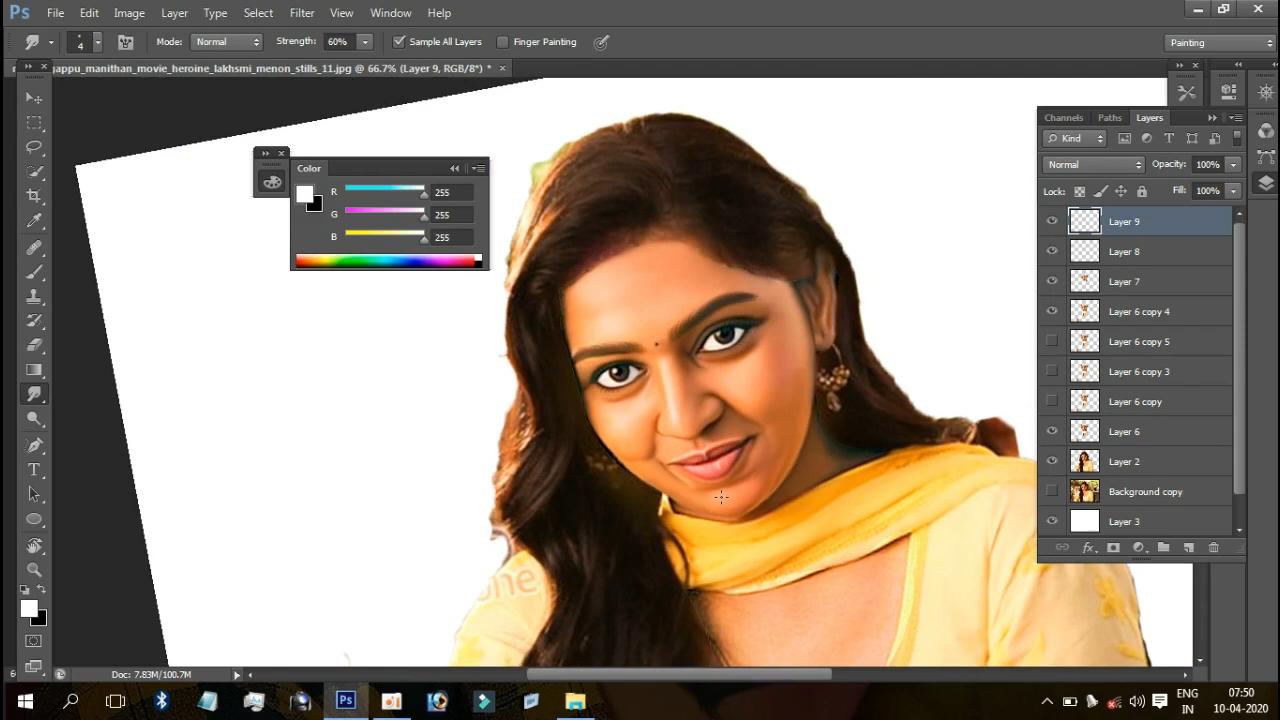 Ps File Edit Image Layer Type Select Filter View Window Help
4 Mode: Normal Strength: 60% Sample All Layers Finger Painting Painting
gappu_manithan_movie_heroine_lakhsmi_menon_stills_11.jpg @ 66.7% (Layer 9, RGB/8*) *
Color
R 255
G 255
B 255
Channels Paths Layers
Kind
Normal Opacity: 100%
Lock: Fill: 100%
Layer 9
Layer 8
Layer 7
Layer 6 copy 4
Layer 6 copy 5
Layer 6 copy 3
Layer 6 copy
Layer 6
Layer 2
Background copy
Layer 3
Doc: 7.83M/100.7M
ENG 07:50
IN 10-04-2020